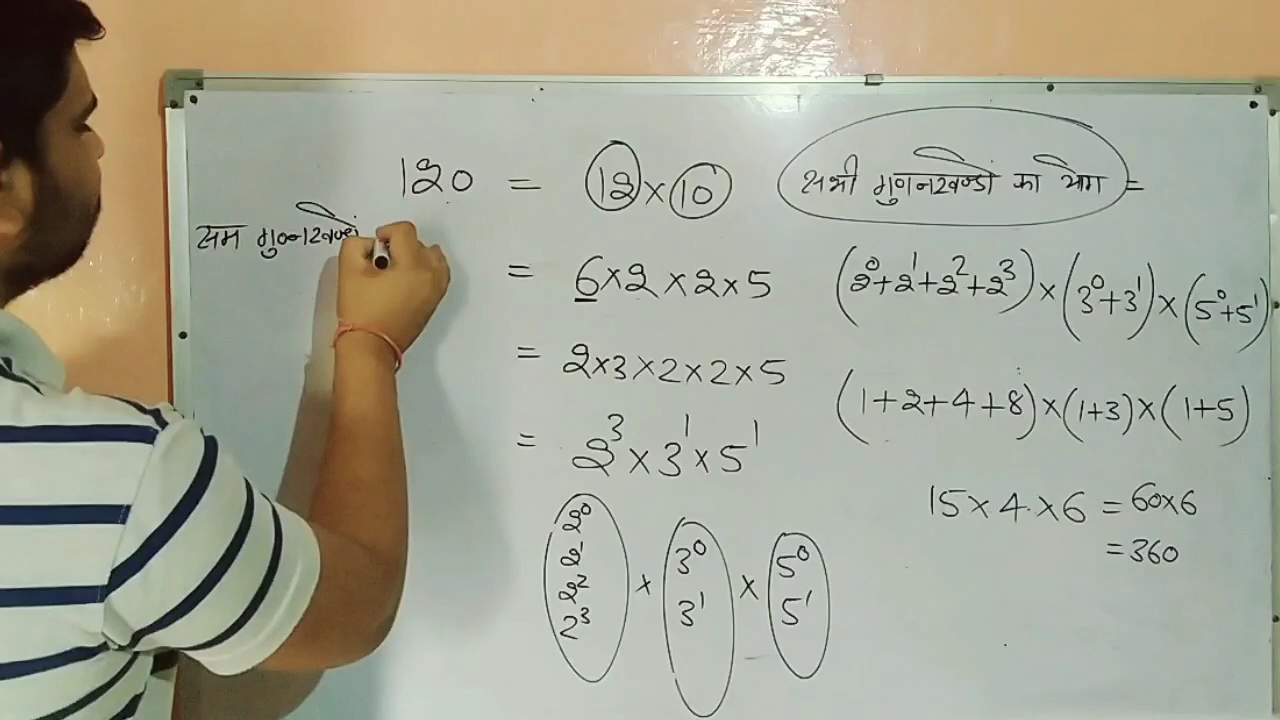 120 = 12 × 10
सभी गुणनखण्डों का योग =
सम गुणनखण्डों
= 6 × 2 × 2 × 5
(2⁰ + 2¹ + 2² + 2³) × (3⁰ + 3¹) × (5⁰ + 5¹)
= 2 × 3 × 2 × 2 × 5
(1 + 2 + 4 + 8) × (1 + 3) × (1 + 5)
= 2³ × 3¹ × 5¹
15 × 4 × 6 = 60 × 6
= 360
2⁰
2¹
2²
2³
×
3⁰
3¹
×
5⁰
5¹